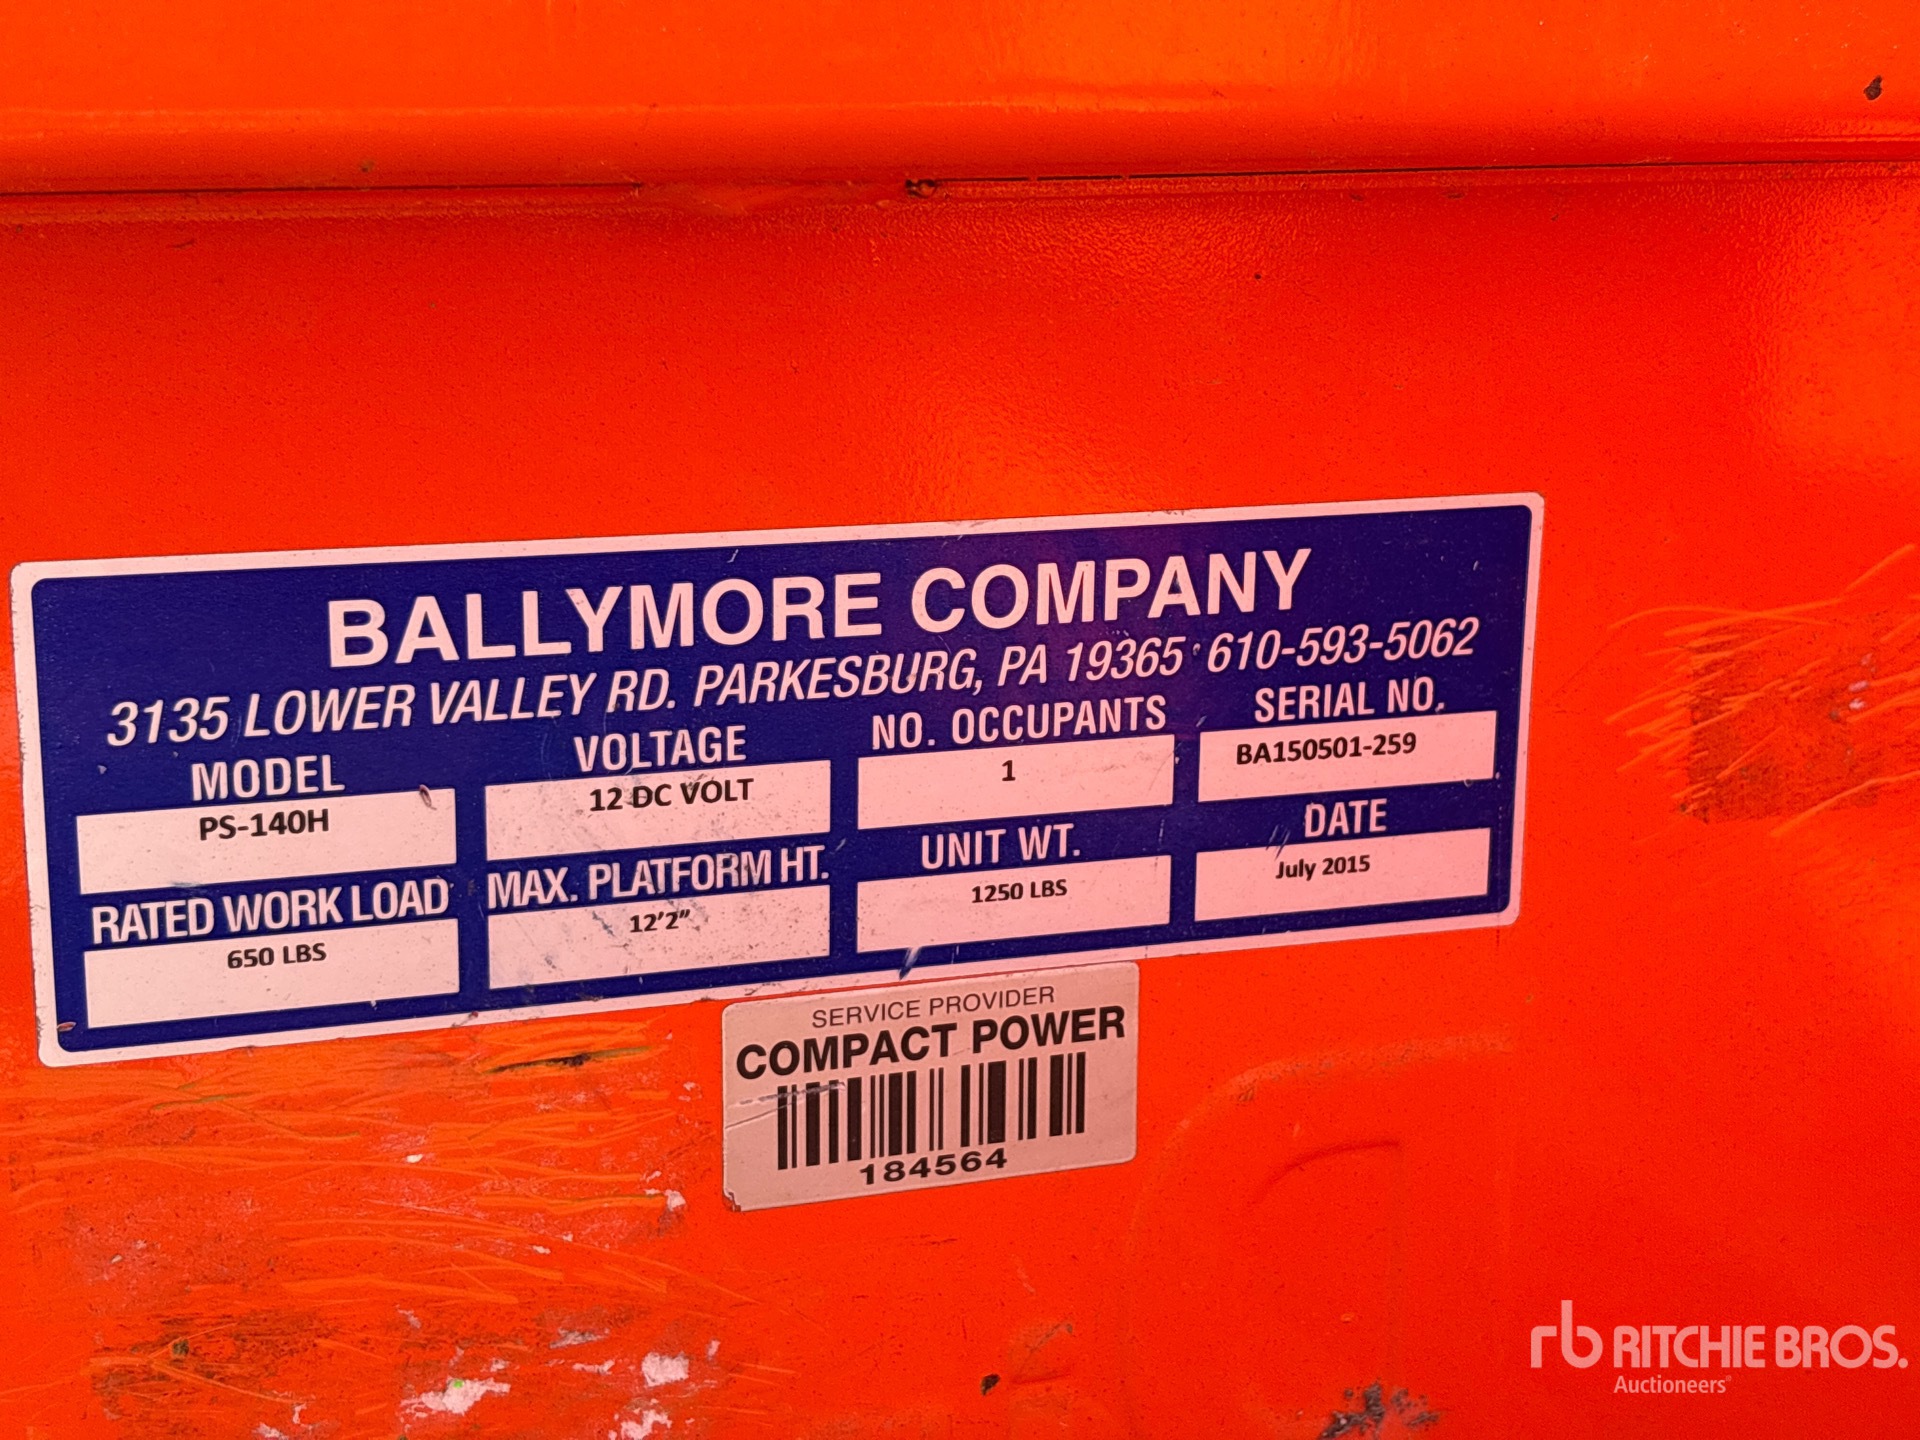 BALLYMORE COMPANY
3135 LOWER VALLEY RD. PARKESBURG, PA 19365 610-593-5062
MODEL VOLTAGE NO. OCCUPANTS SERIAL NO.
PS-140H 12 DC VOLT 1 BA150501-259
RATED WORK LOAD MAX. PLATFORM HT. UNIT WT. DATE
650 LBS 12'2" 1250 LBS July 2015
SERVICE PROVIDER
COMPACT POWER
184564
rb RITCHIE BROS.
Auctioneers